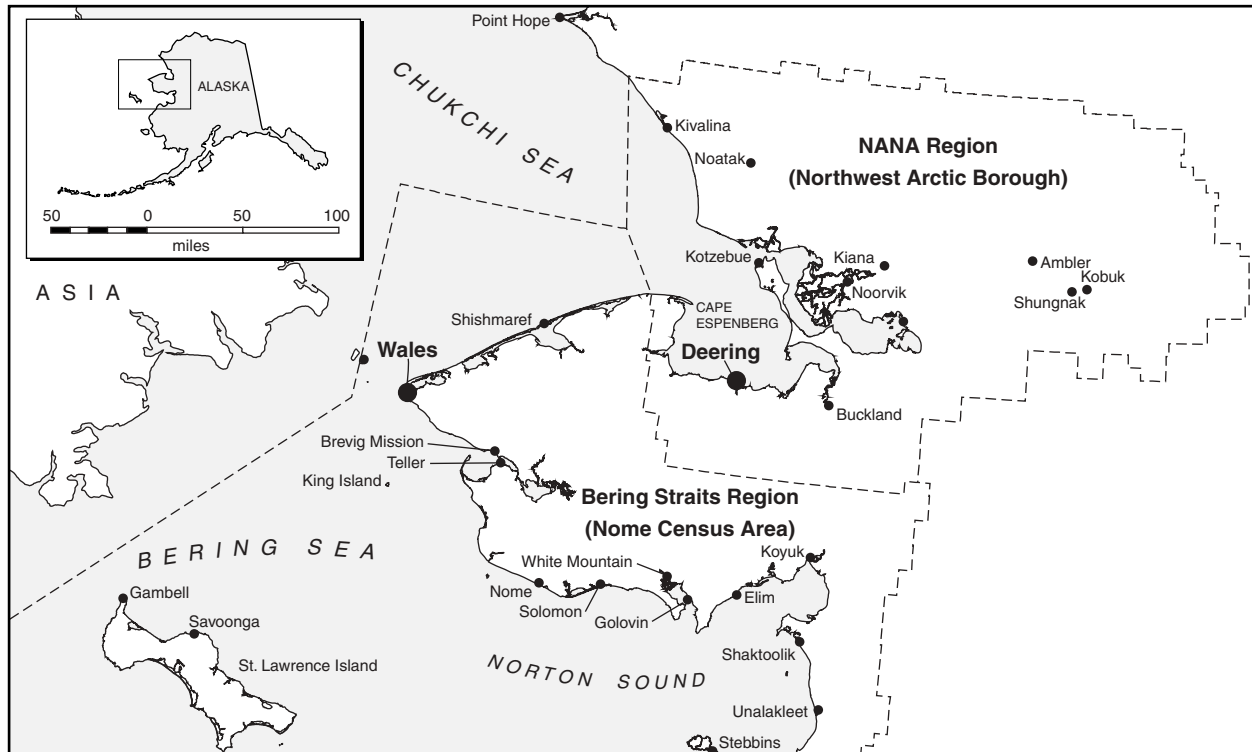 Point Hope
ALASKA
CHUKCHI SEA
Kivalina
Noatak
NANA Region
(Northwest Arctic Borough)
50 0 50 100
miles
ASIA
Kotzebue
Kiana
Noorvik
Ambler
Kobuk
Shungnak
CAPE
ESPENBERG
Shishmaref
Wales
Deering
Buckland
Brevig Mission
Teller
King Island
Bering Straits Region
(Nome Census Area)
BERING SEA
White Mountain
Koyuk
Gambell
Nome
Solomon
Golovin
Elim
Savoonga
St. Lawrence Island
Shaktoolik
NORTON SOUND
Unalakleet
Stebbins